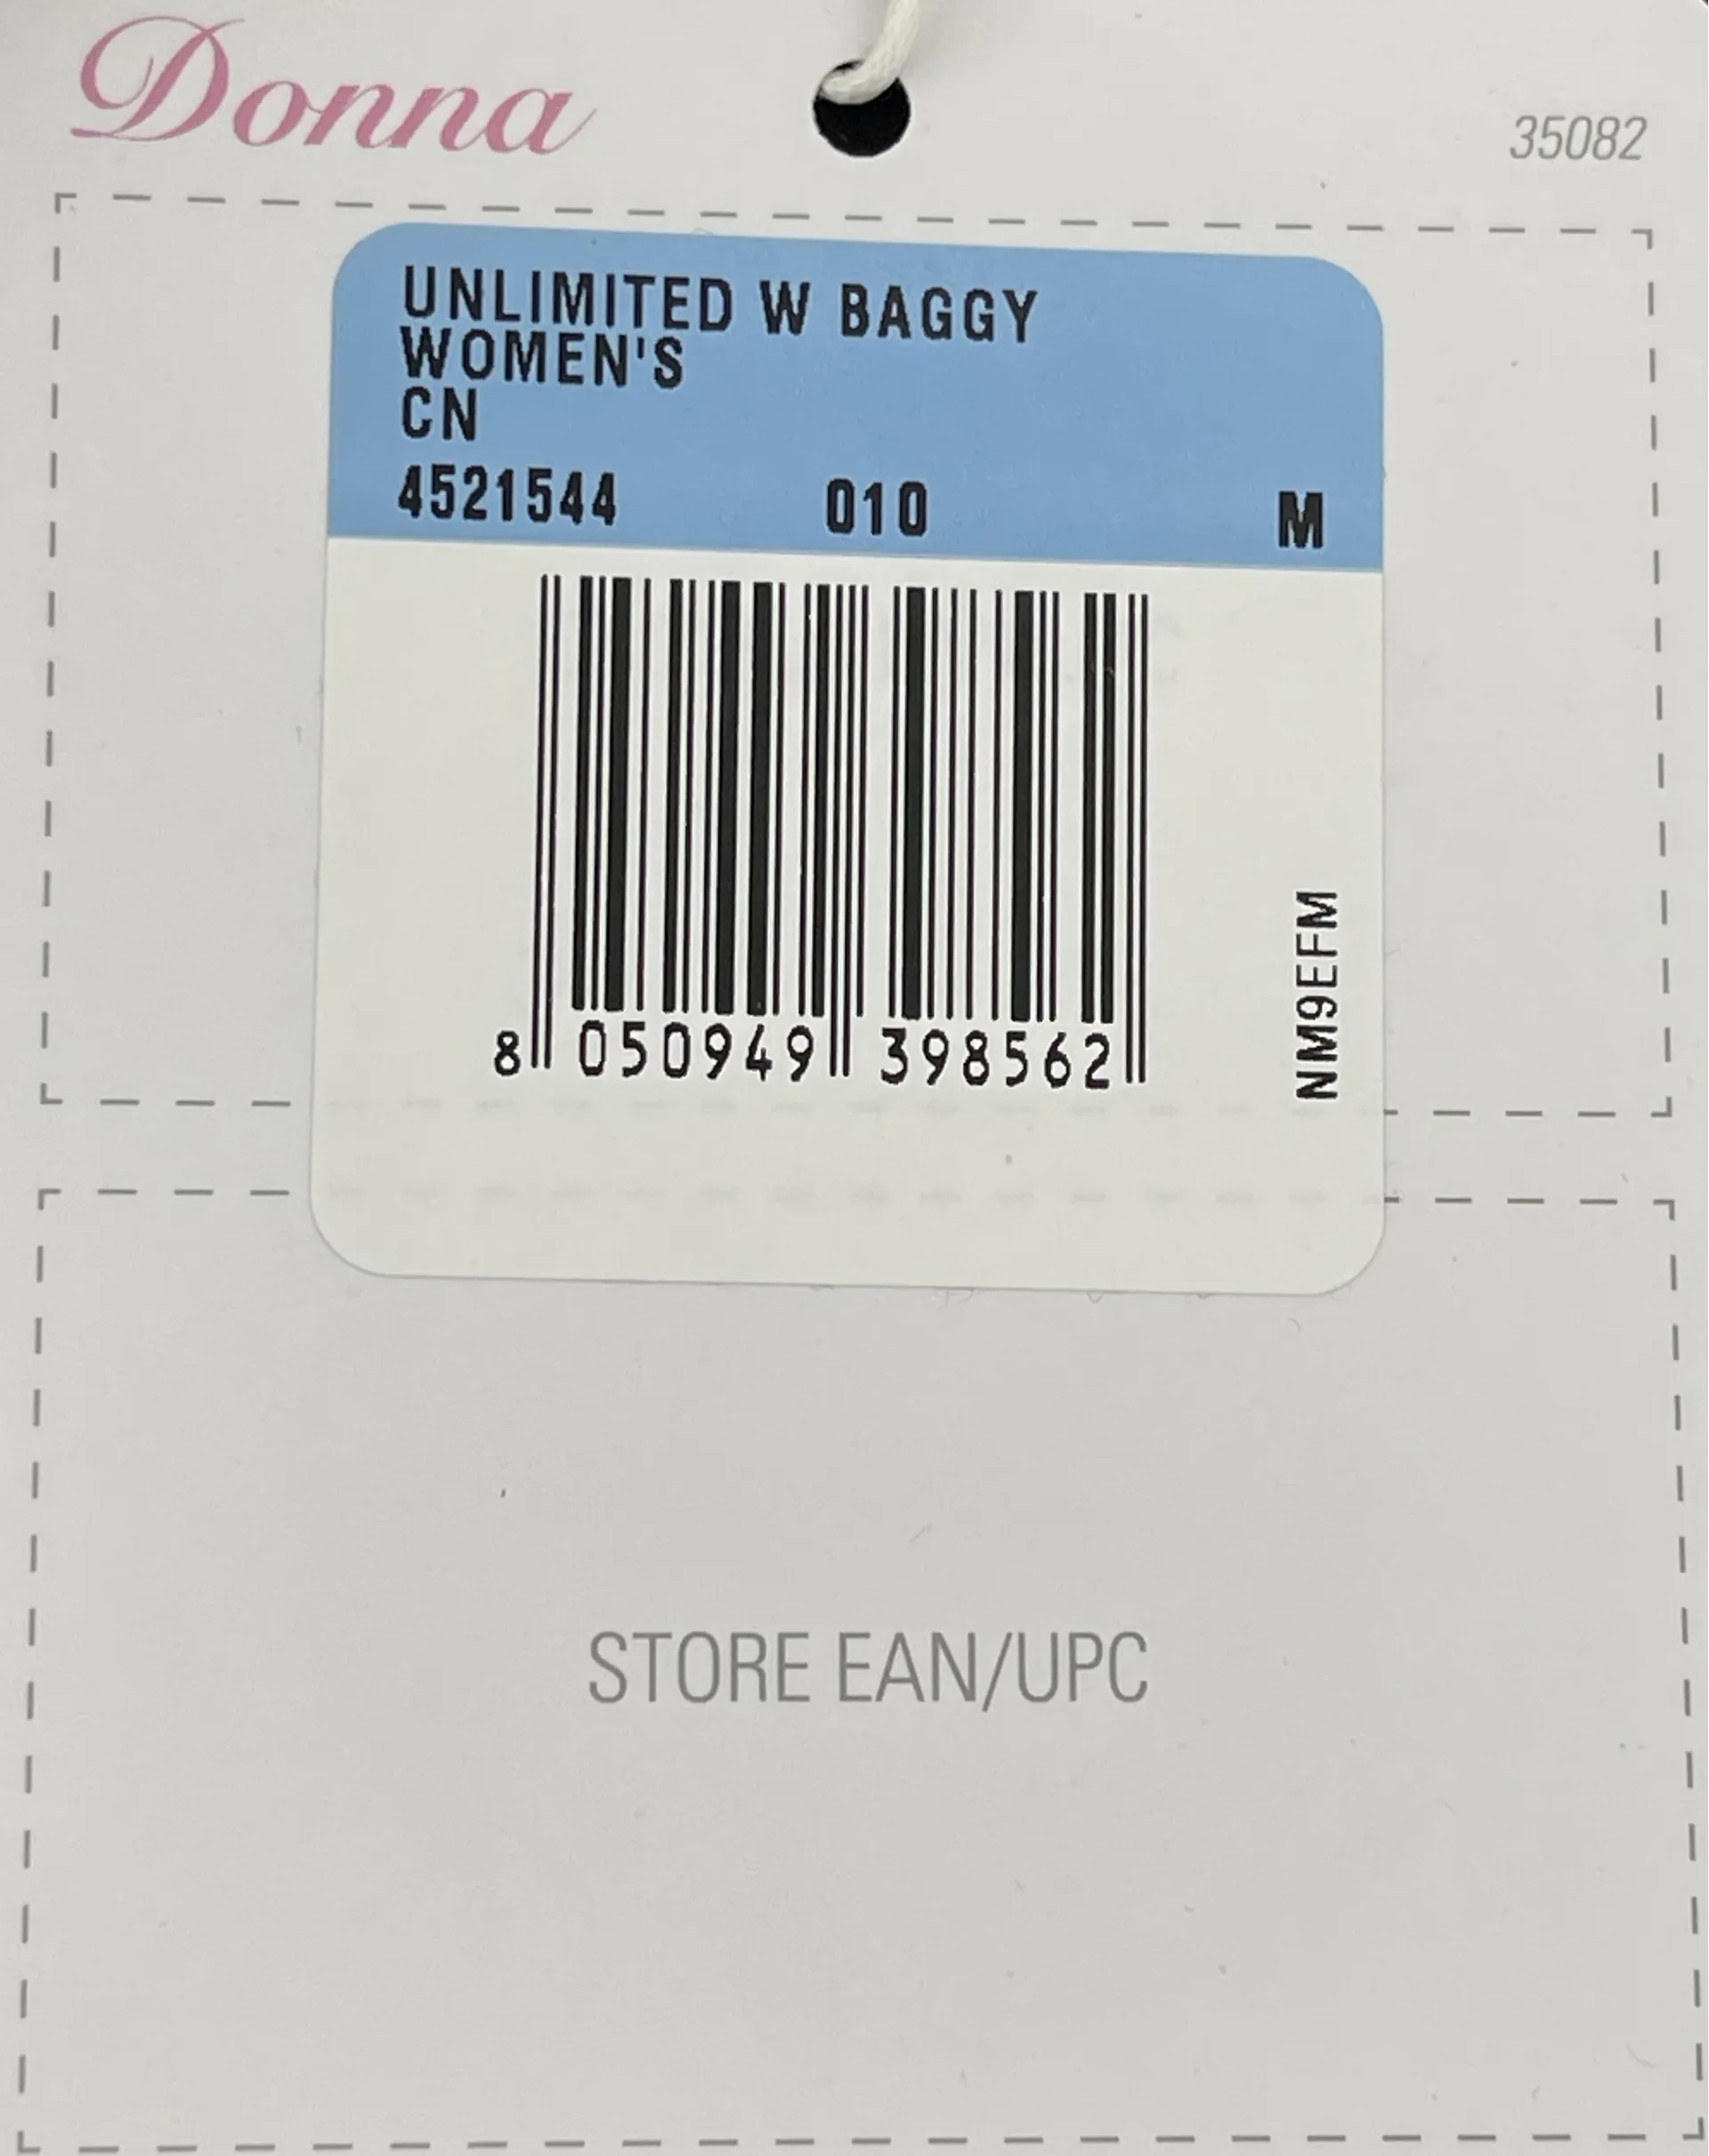 Donna
35082
UNLIMITED W BAGGY
WOMEN'S
CN
4521544 010 M
8 050949 398562
NM9EFM
STORE EAN/UPC